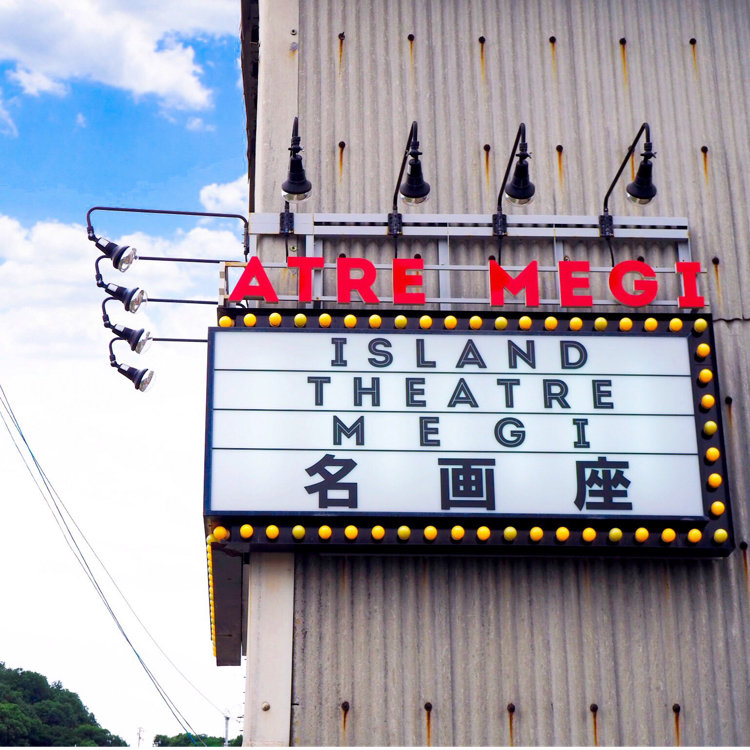 ATRE MEGI
ISLAND
THEATRE
MEGI
名画座